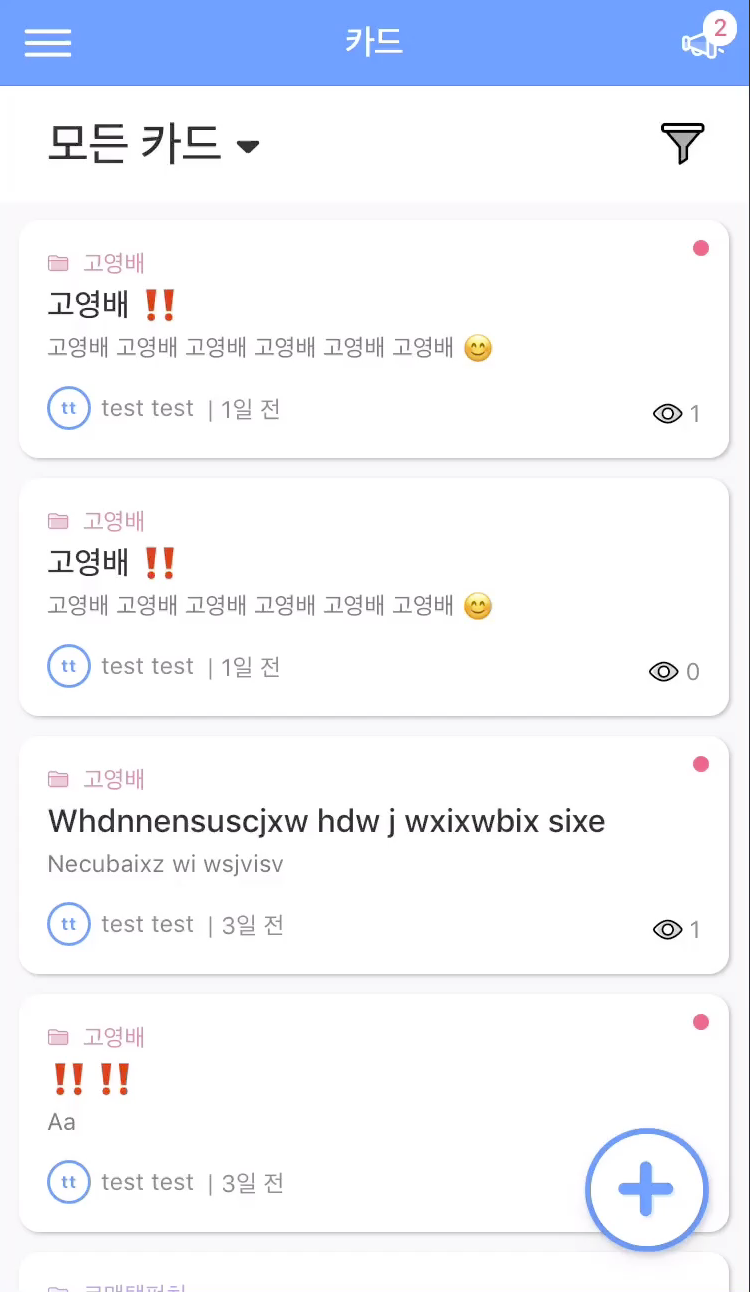 카드
2
모든 카드
고영배
고영배 ‼️
고영배 고영배 고영배 고영배 고영배 고영배 😊
tt test test | 1일 전
1
고영배
고영배 ‼️
고영배 고영배 고영배 고영배 고영배 고영배 😊
tt test test | 1일 전
0
고영배
Whdnnensuscjxw hdw j wxixwbix sixe
Necubaixz wi wsjvisv
tt test test | 3일 전
1
고영배
‼️ ‼️
Aa
tt test test | 3일 전